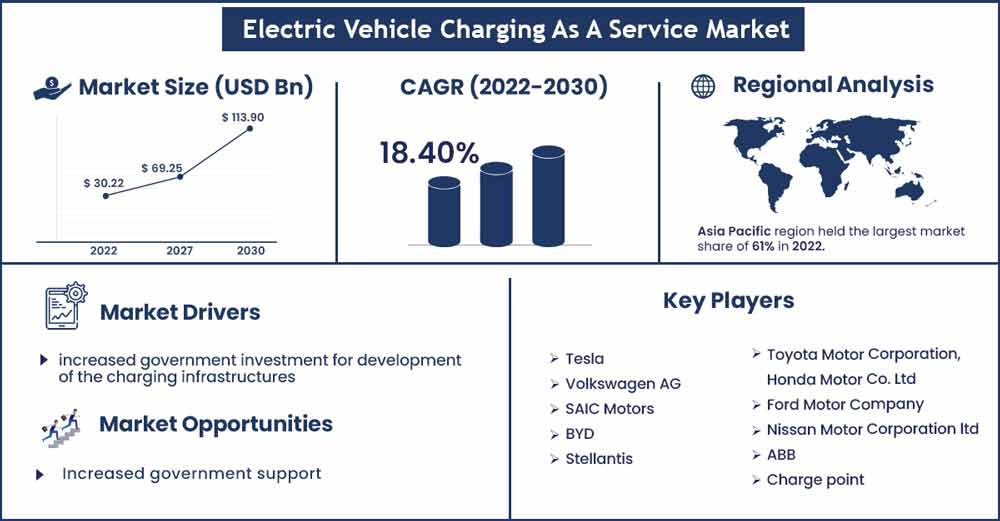 Electric Vehicle Charging As A Service Market
Market Size (USD Bn)
$ 113.90
$ 69.25
$ 30.22
2022
2027
2030
CAGR (2022-2030)
18.40%
Regional Analysis
Asia Pacific region held the largest market
share of 61% in 2022.
Market Drivers
increased government investment for development
of the charging infrastructures
Market Opportunities
Increased government support
Key Players
Tesla
Volkswagen AG
SAIC Motors
BYD
Stellantis
Toyota Motor Corporation,
Honda Motor Co. Ltd
Ford Motor Company
Nissan Motor Corporation ltd
ABB
Charge point